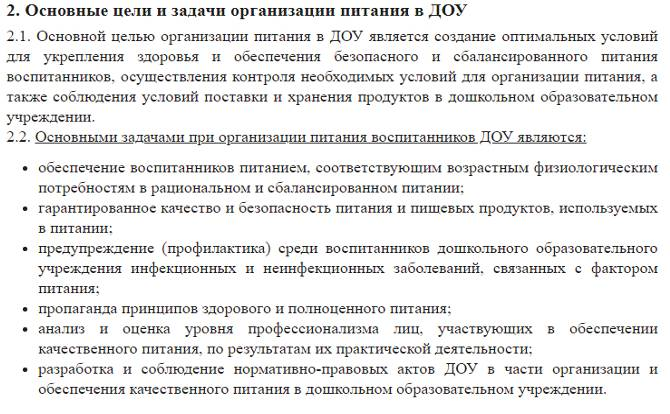 2. Основные цели и задачи организации питания в ДОУ
2.1. Основной целью организации питания в ДОУ является создание оптимальных условий
для укрепления здоровья и обеспечения безопасного и сбалансированного питания
воспитанников, осуществления контроля необходимых условий для организации питания, а
также соблюдения условий поставки и хранения продуктов в дошкольном образовательном
учреждении.
2.2. Основными задачами при организации питания воспитанников ДОУ являются:
• обеспечение воспитанников питанием, соответствующим возрастным физиологическим
потребностям в рациональном и сбалансированном питании;
• гарантированное качество и безопасность питания и пищевых продуктов, используемых
в питании;
• предупреждение (профилактика) среди воспитанников дошкольного образовательного
учреждения инфекционных и неинфекционных заболеваний, связанных с фактором
питания;
• пропаганда принципов здорового и полноценного питания;
• анализ и оценка уровня профессионализма лиц, участвующих в обеспечении
качественного питания, по результатам их практической деятельности;
• разработка и соблюдение нормативно-правовых актов ДОУ в части организации и
обеспечения качественного питания в дошкольном образовательном учреждении.